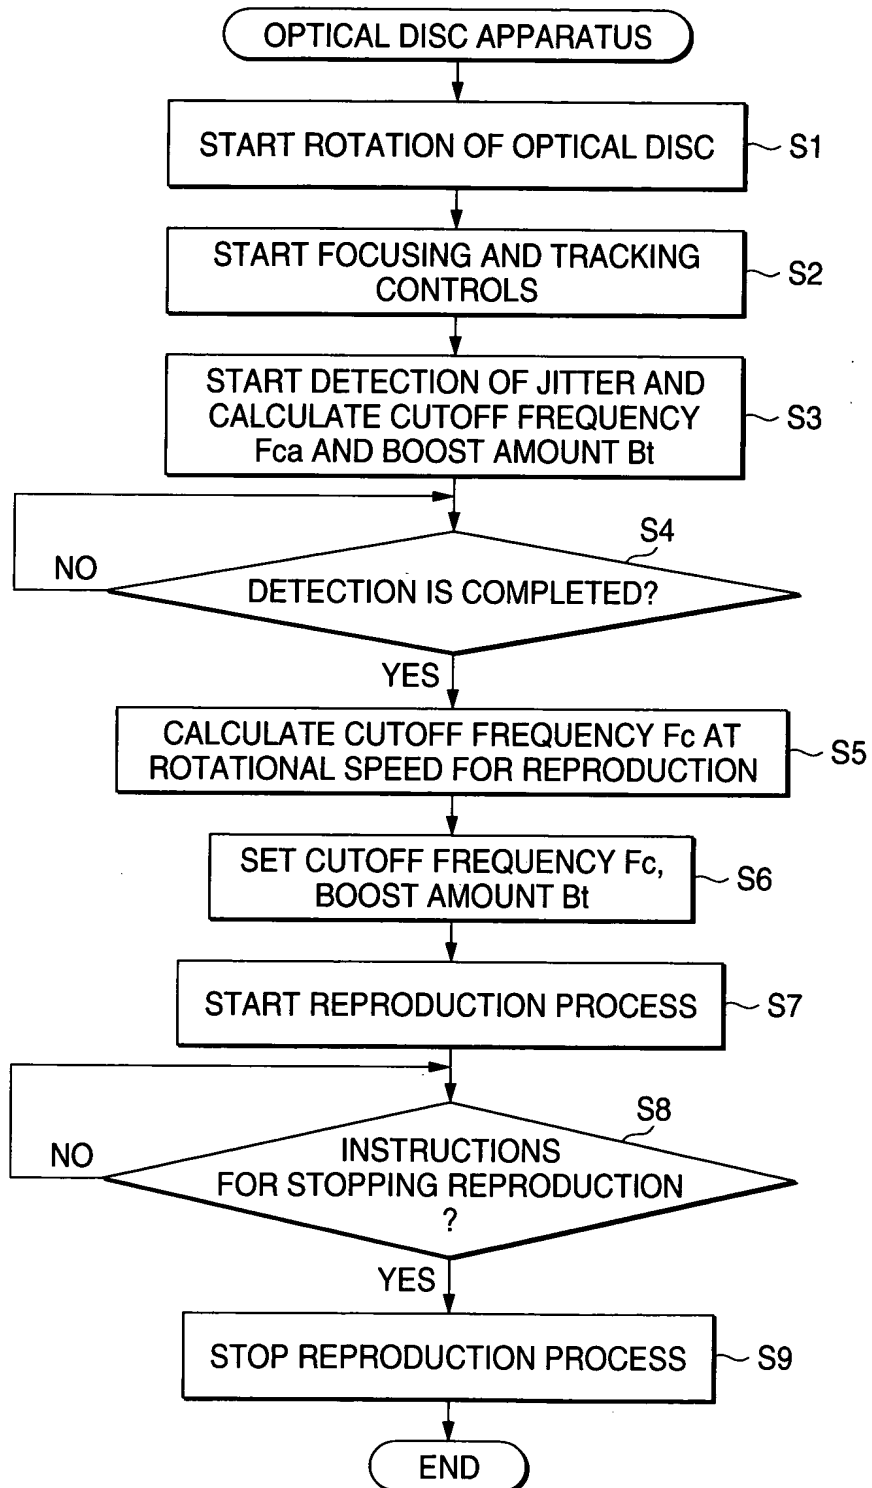 OPTICAL DISC APPARATUS
START ROTATION OF OPTICAL DISC
S1
START FOCUSING AND TRACKING
CONTROLS
S2
START DETECTION OF JITTER AND
CALCULATE CUTOFF FREQUENCY
Fca AND BOOST AMOUNT Bt
S3
S4
NO
DETECTION IS COMPLETED?
YES
CALCULATE CUTOFF FREQUENCY Fc AT
ROTATIONAL SPEED FOR REPRODUCTION
S5
SET CUTOFF FREQUENCY Fc,
BOOST AMOUNT Bt
S6
START REPRODUCTION PROCESS
S7
S8
NO
INSTRUCTIONS
FOR STOPPING REPRODUCTION
?
YES
STOP REPRODUCTION PROCESS
S9
END